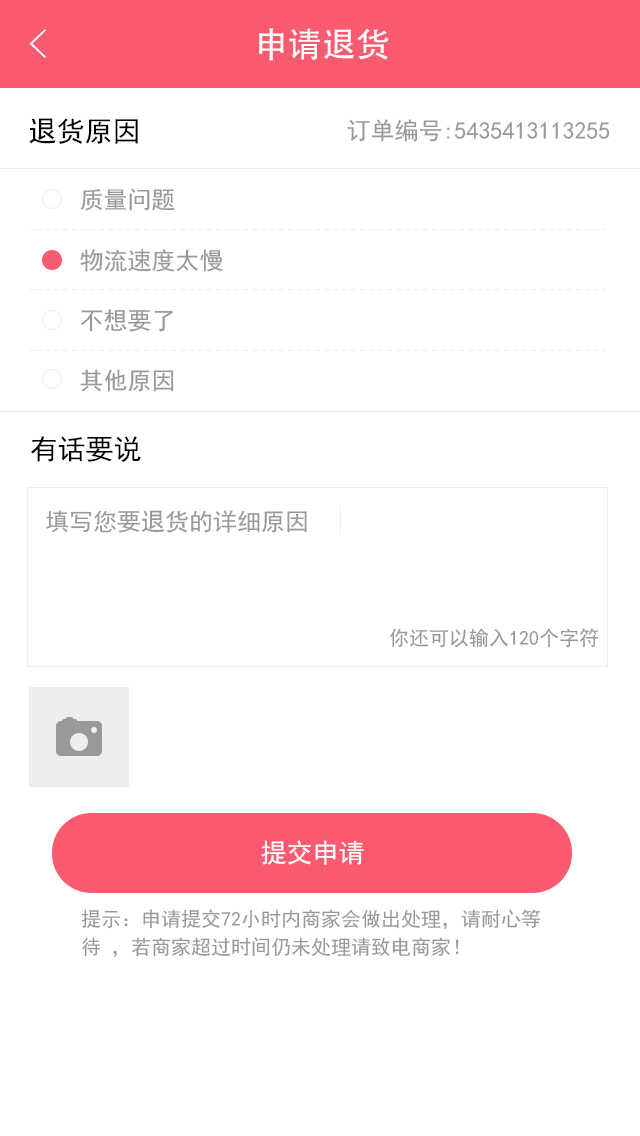 申请退货
退货原因 订单编号:5435413113255
质量问题
物流速度太慢
不想要了
其他原因
有话要说
填写您要退货的详细原因
你还可以输入120个字符
提交申请
提示：申请提交72小时内商家会做出处理，请耐心等
待 ，若商家超过时间仍未处理请致电商家！